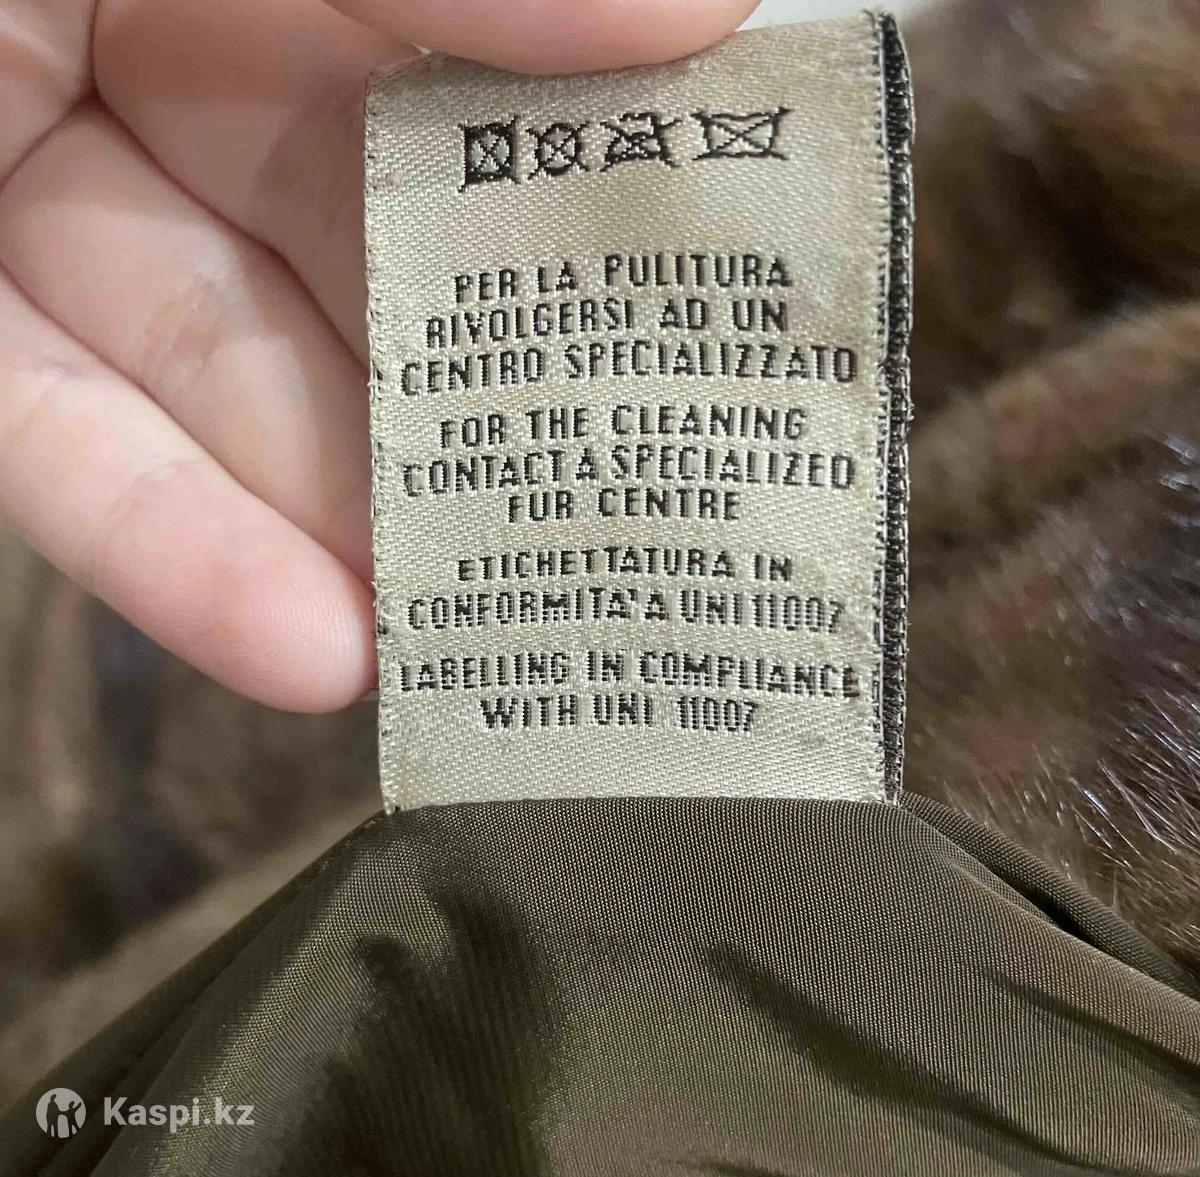 PER LA PULITURA
RIVOLGERSI AD UN
CENTRO SPECIALIZZATO
FOR THE CLEANING
CONTACT A SPECIALIZED
FUR CENTRE
ETICHETTATURA IN
CONFORMITA'A UNI 11007
LABELLING IN COMPLIANCE
WITH UNI 11007
Kaspi.kz